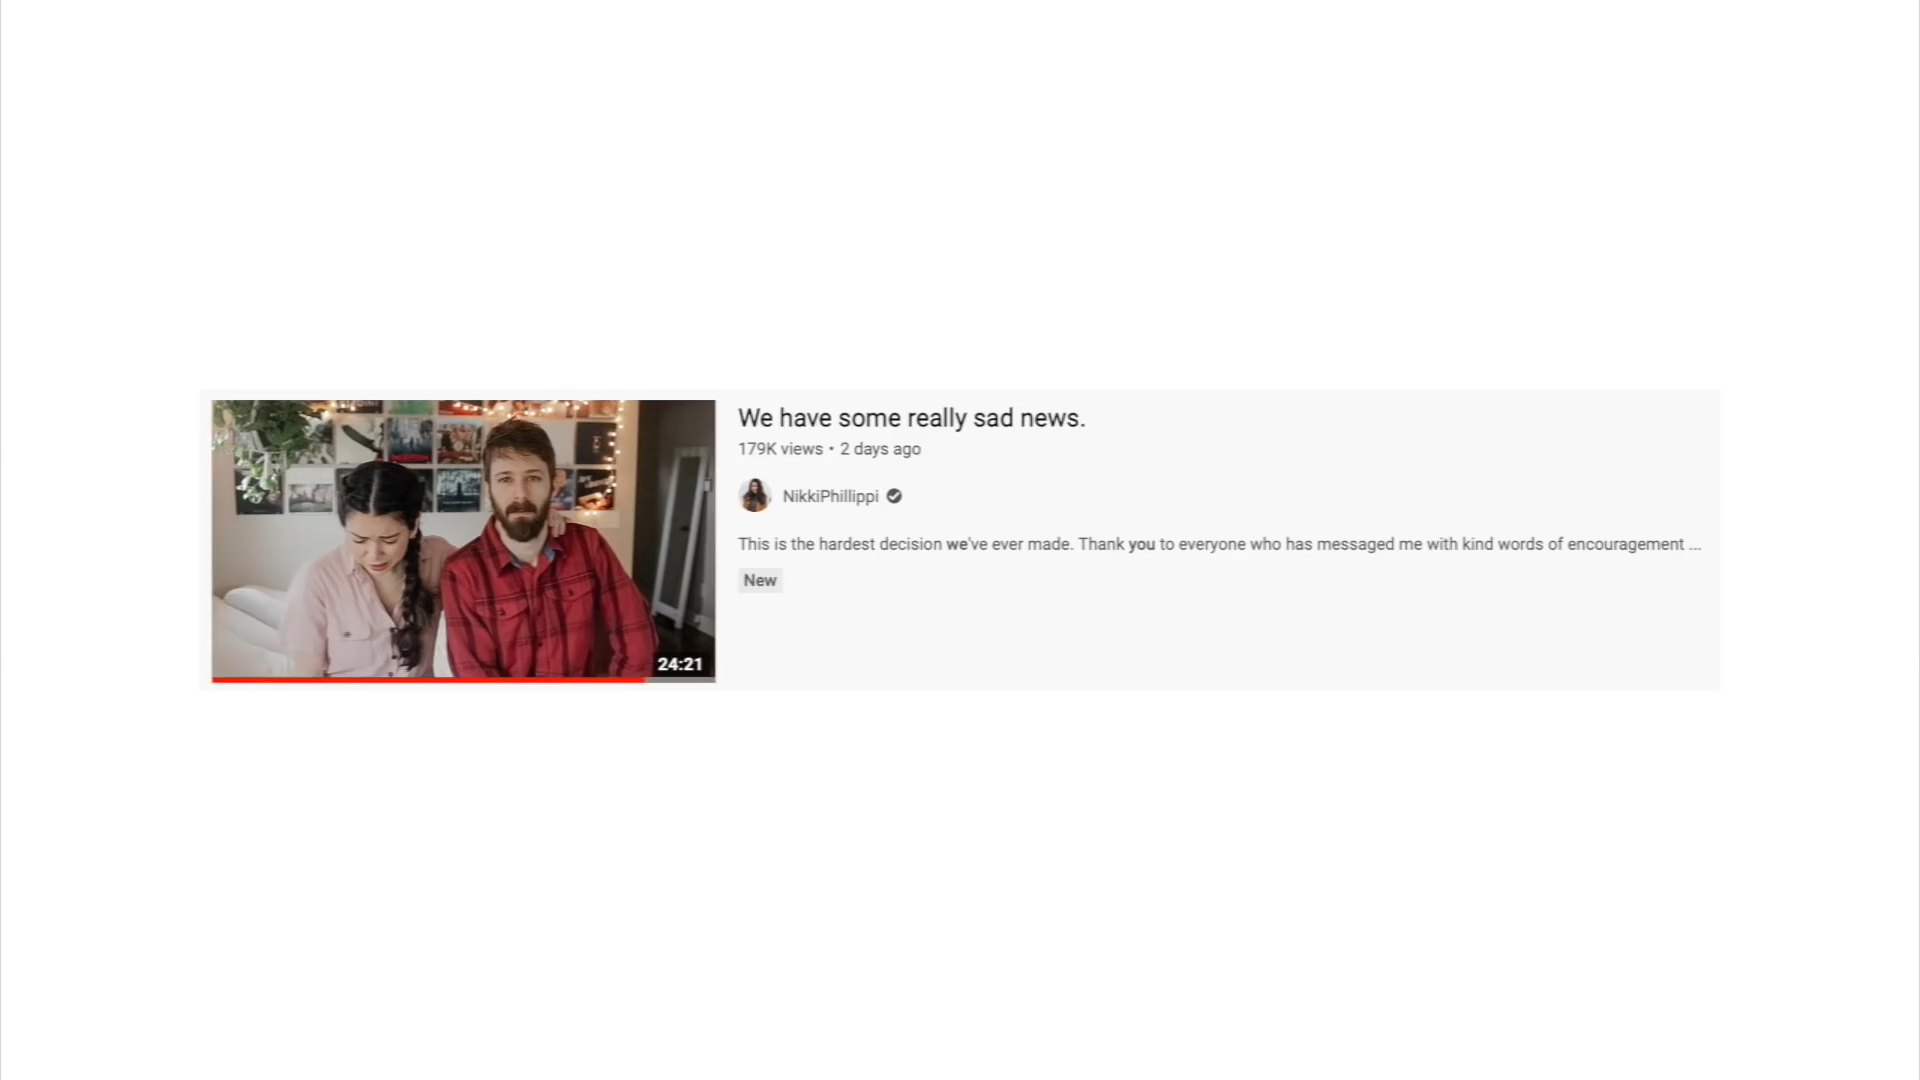 We have some really sad news.
179K views • 2 days ago
NikkiPhillippi
This is the hardest decision we've ever made. Thank you to everyone who has messaged me with kind words of encouragement ...
New
24:21